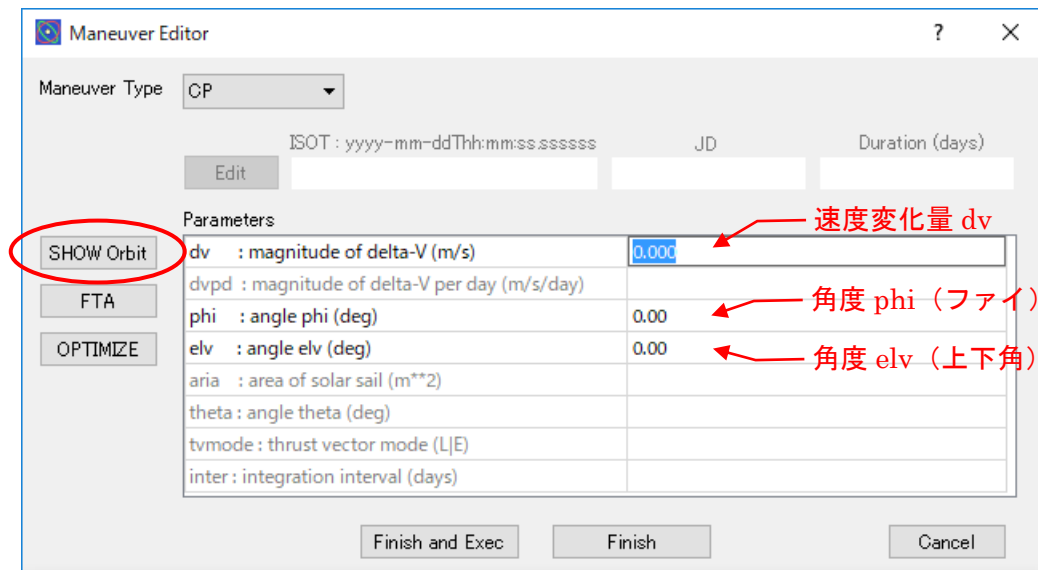 Maneuver Editor
?
Maneuver Type
CP
ISOT : yyyy-mm-ddThh:mm:ss.ssssss
JD
Duration (days)
Edit
Parameters
速度変化量 dv
SHOW Orbit
dv : magnitude of delta-V (m/s)
0.000
dvpd : magnitude of delta-V per day (m/s/day)
FTA
角度 phi（ファイ）
phi : angle phi (deg)
0.00
OPTIMIZE
elv : angle elv (deg)
0.00
角度 elv（上下角）
aria : area of solar sail (m**2)
theta : angle theta (deg)
tvmode : thrust vector mode (L|E)
inter : integration interval (days)
Finish and Exec
Finish
Cancel